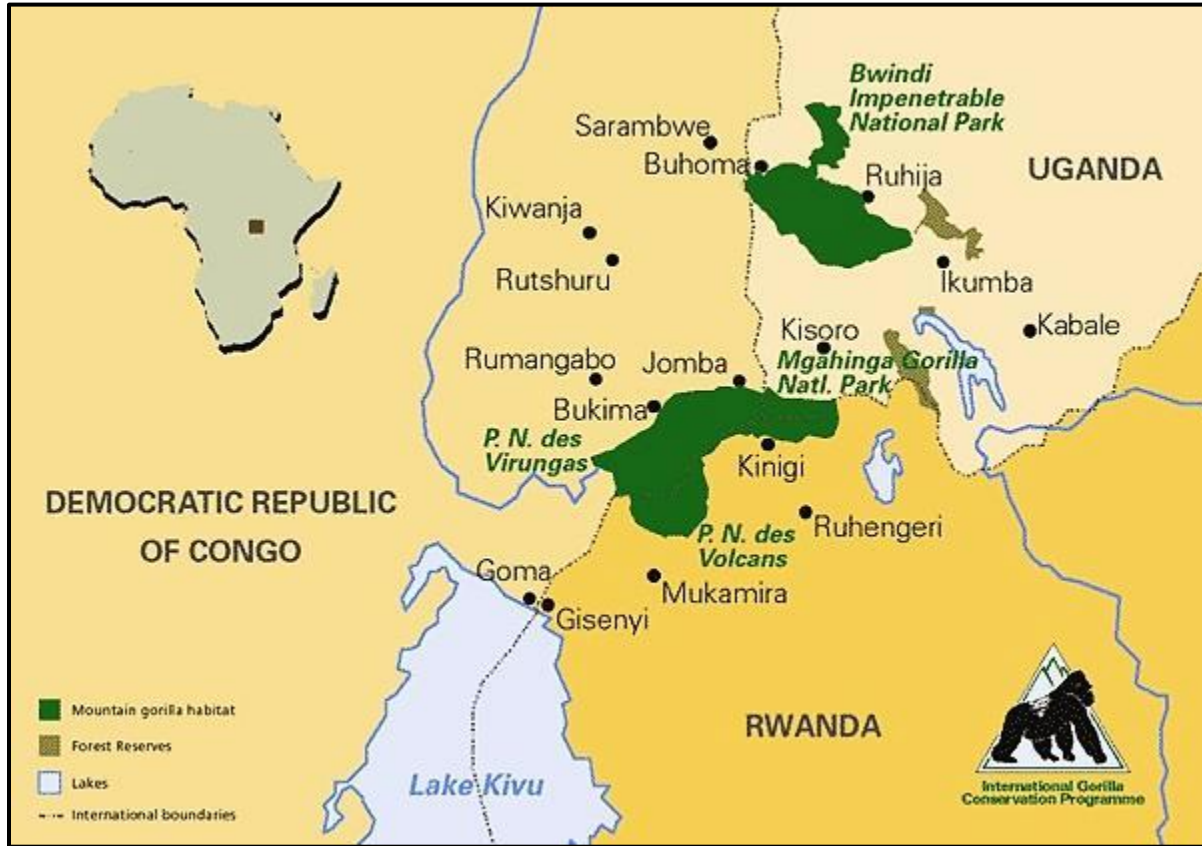 Bwindi
Impenetrable
National Park
Sarambwe
Buhoma
Ruhija
UGANDA
Kiwanja
Rutshuru
Ikumba
Kabale
Kisoro
Rumangabo
Jomba
Mgahinga Gorilla
Natl. Park
Bukima
P. N. des
Virungas
Kinigi
DEMOCRATIC REPUBLIC
OF CONGO
Ruhengeri
P. N. des
Volcans
Goma
Mukamira
Gisenyi
Mountain gorilla habitat
Forest Reserves
Lakes
International boundaries
Lake Kivu
RWANDA
International Gorilla
Conservation Programme